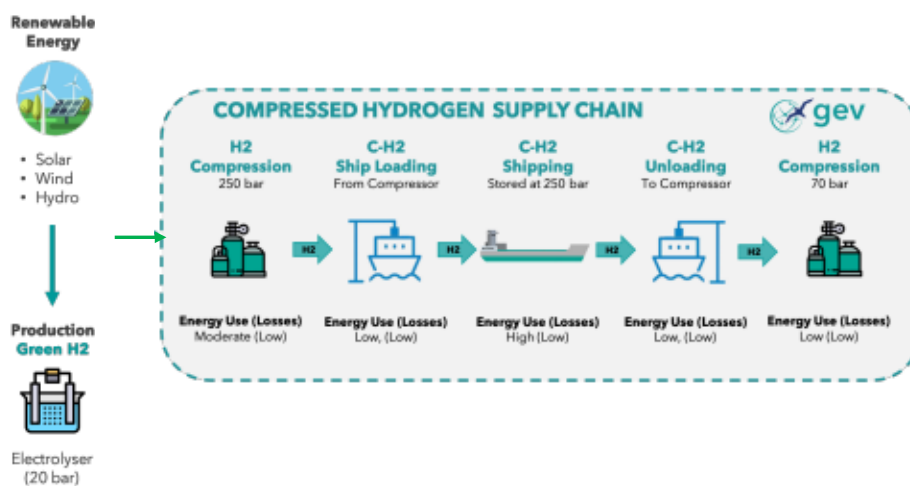 Renewable
Energy
• Solar
• Wind
• Hydro
Production
Green H2
Electrolyser
(20 bar)
COMPRESSED HYDROGEN SUPPLY CHAIN
gev
H2
Compression
250 bar
C-H2
Ship Loading
From Compressor
C-H2
Shipping
Stored at 250 bar
C-H2
Unloading
To Compressor
H2
Compression
70 bar
H2
H2
H2
H2
Energy Use (Losses)
Moderate (Low)
Energy Use (Losses)
Low, (Low)
Energy Use (Losses)
High (Low)
Energy Use (Losses)
Low, (Low)
Energy Use (Losses)
Low (Low)